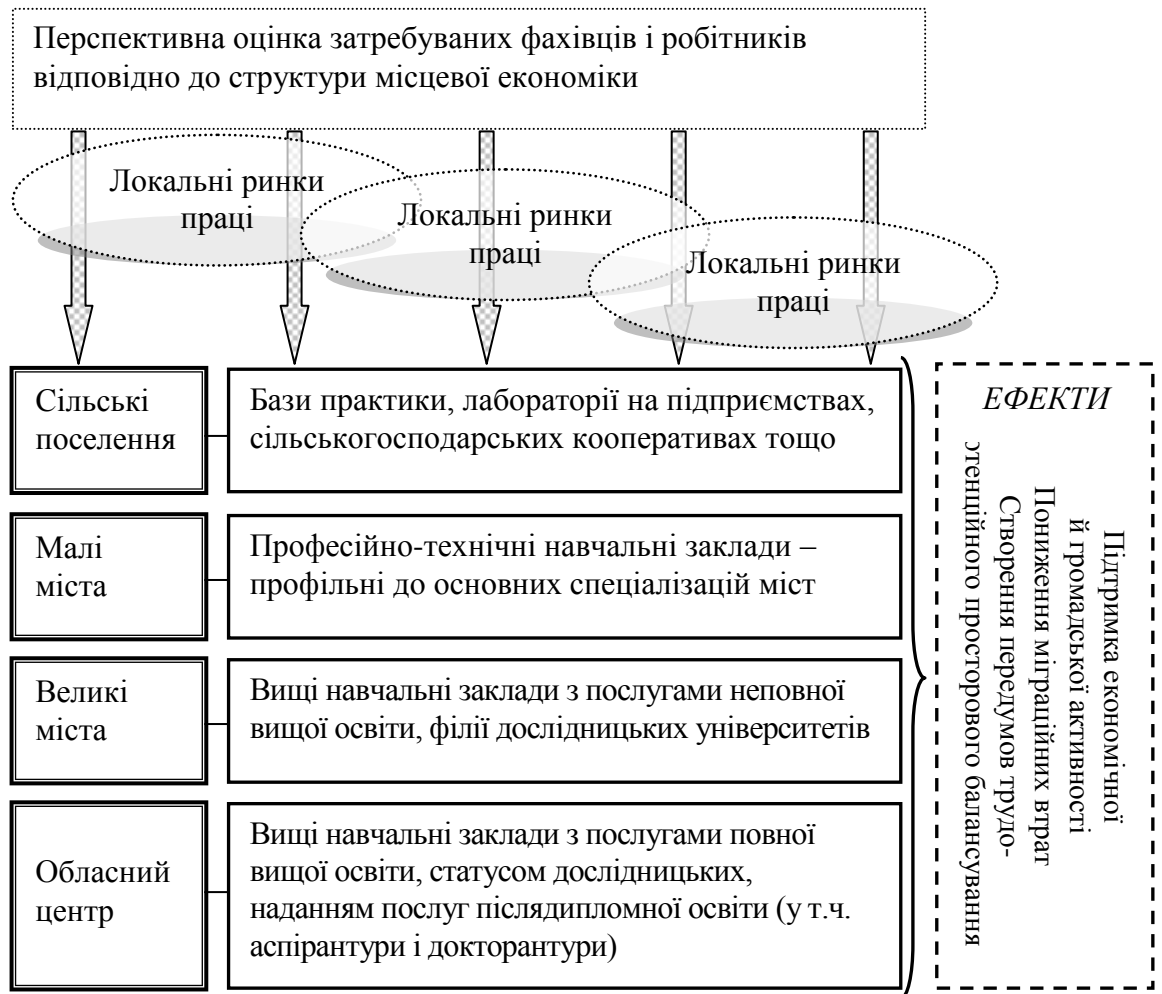 Перспективна оцінка затребуваних фахівців і робітників
відповідно до структури місцевої економіки
Локальні ринки
праці
Локальні ринки
праці
Локальні ринки
праці
Сільські
поселення
Бази практики, лабораторії на підприємствах,
сільськогосподарських кооперативах тощо
Малі
міста
Професійно-технічні навчальні заклади –
профільні до основних спеціалізацій міст
Великі
міста
Вищі навчальні заклади з послугами неповної
вищої освіти, філії дослідницьких університетів
Обласний
центр
Вищі навчальні заклади з послугами повної
вищої освіти, статусом дослідницьких,
наданням послуг післядипломної освіти (у т.ч.
аспірантури і докторантури)
ЕФЕКТИ
Підтримка економічної
й громадської активності
Пониження міграційних втрат
Створення передумов трудо-
отенційного просторового балансування